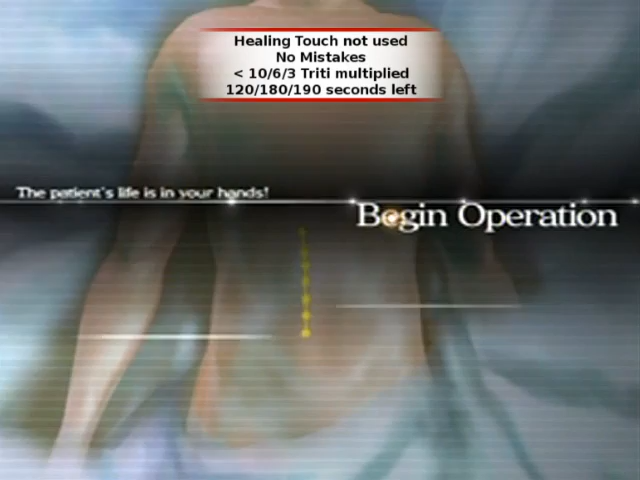 Healing Touch not used
No Mistakes
< 10/6/3 Triti multiplied
120/180/190 seconds left
The patient's life is in your hands!
Begin Operation